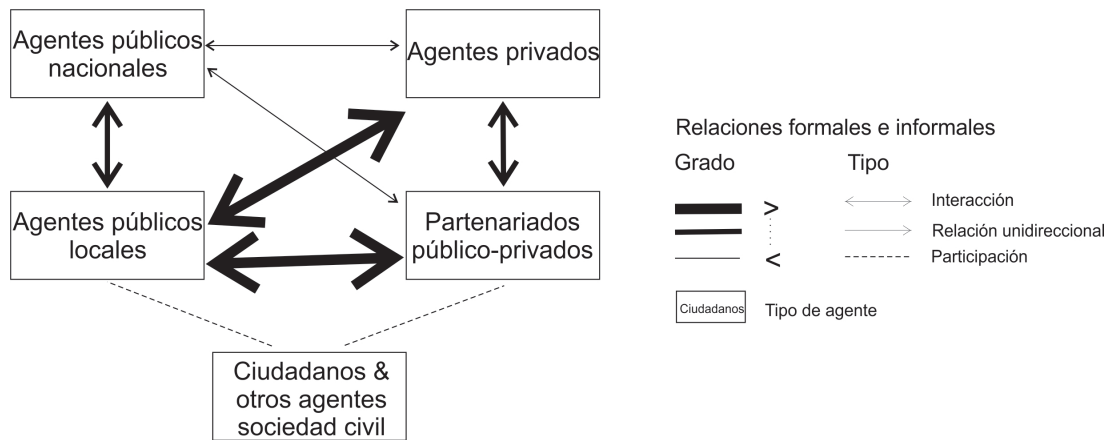 Agentes públicos
nacionales
Agentes privados
Agentes públicos
locales
Partenariados
público-privados
Ciudadanos &
otros agentes
sociedad civil
Relaciones formales e informales
Grado
Tipo
>
<
Interacción
Relación unidireccional
Participación
Ciudadanos
Tipo de agente